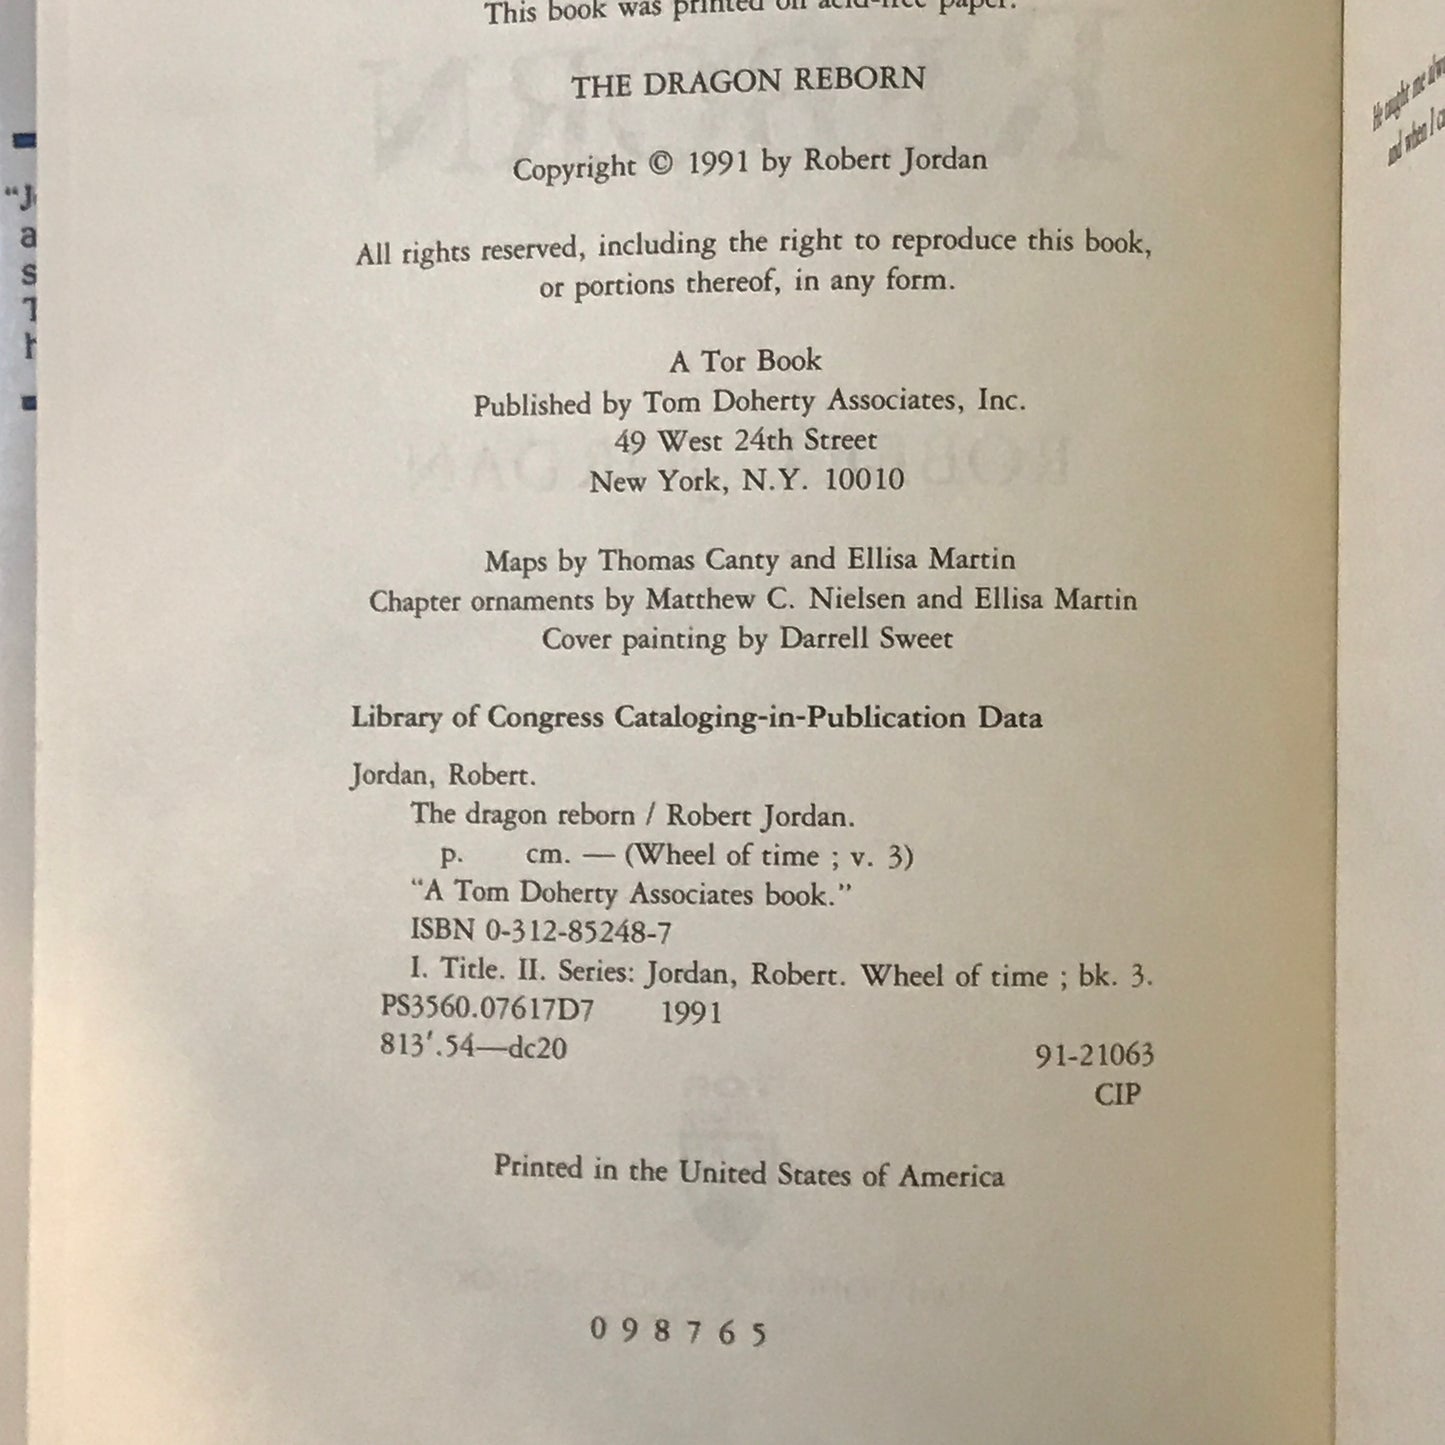 This book was printed on acid-free paper.
THE DRAGON REBORN
Copyright © 1991 by Robert Jordan
All rights reserved, including the right to reproduce this book,
or portions thereof, in any form.
A Tor Book
Published by Tom Doherty Associates, Inc.
49 West 24th Street
New York, N.Y. 10010
Maps by Thomas Canty and Ellisa Martin
Chapter ornaments by Matthew C. Nielsen and Ellisa Martin
Cover painting by Darrell Sweet
Library of Congress Cataloging-in-Publication Data
Jordan, Robert.
The dragon reborn / Robert Jordan.
p. cm. — (Wheel of time ; v. 3)
“A Tom Doherty Associates book.”
ISBN 0-312-85248-7
I. Title. II. Series: Jordan, Robert. Wheel of time ; bk. 3.
PS3560.07617D7 1991
813′.54—dc20
91-21063
CIP
Printed in the United States of America
0 9 8 7 6 5
He taught me
and when I